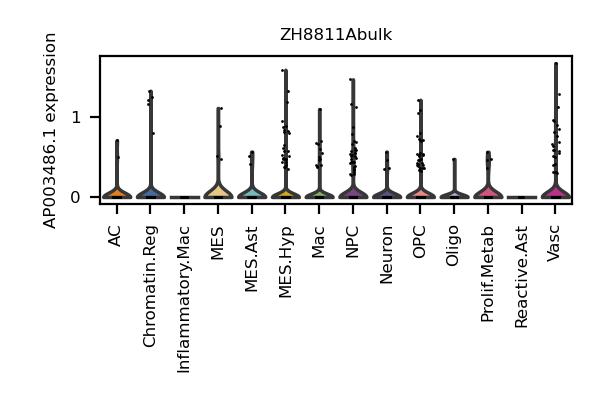 ZH8811Abulk
AP003486.1 expression
1
0
AC
Chromatin.Reg
Inflammatory.Mac
MES
MES.Ast
MES.Hyp
Mac
NPC
Neuron
OPC
Oligo
Prolif.Metab
Reactive.Ast
Vasc